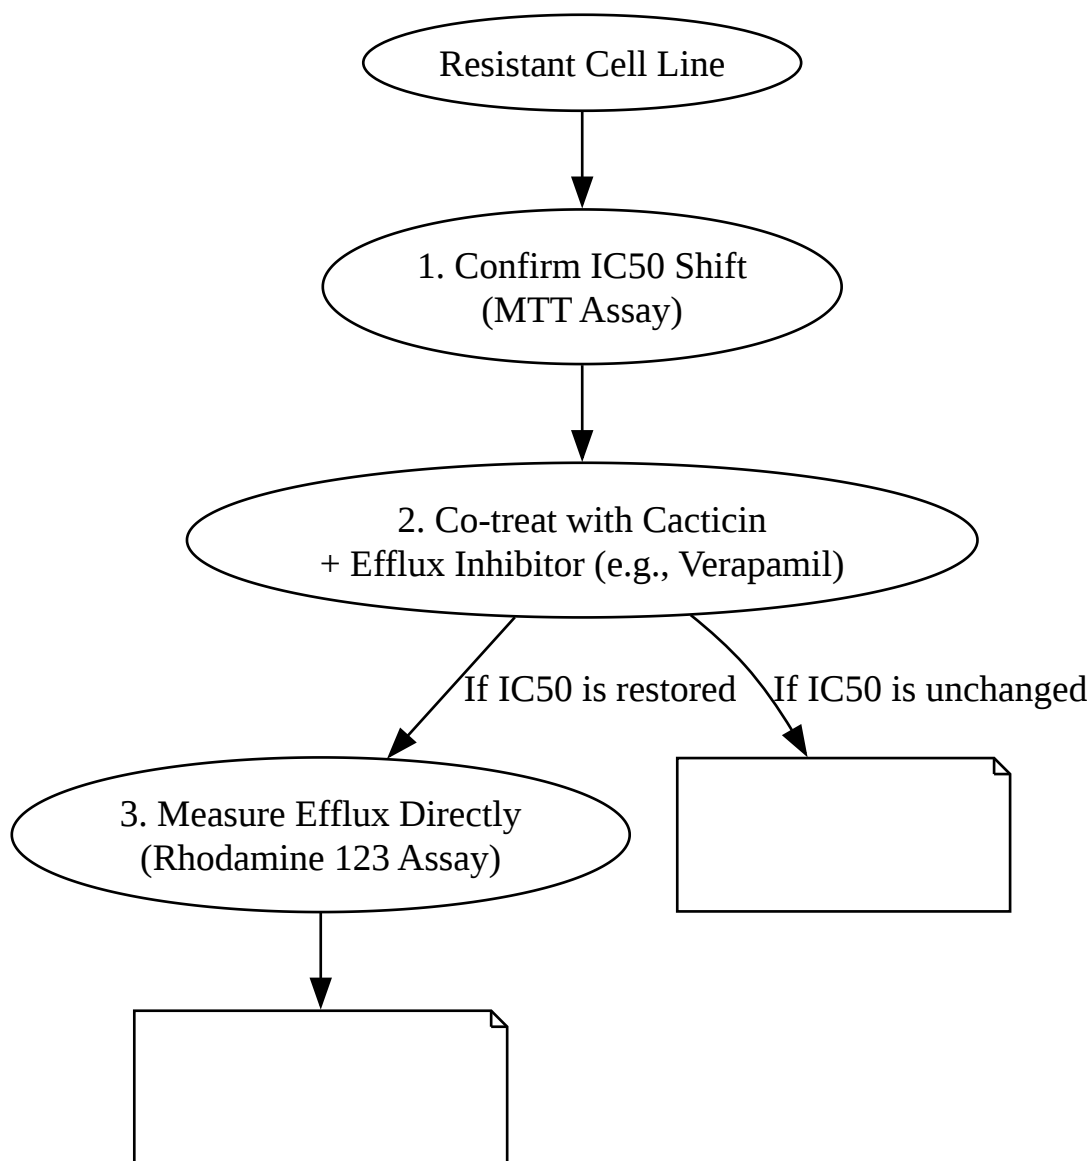 Resistant Cell Line
1. Confirm IC50 Shift
(MTT Assay)
2. Co-treat with Cacticin
+ Efflux Inhibitor (e.g., Verapamil)
If IC50 is restored
If IC50 is unchanged
3. Measure Efflux Directly
(Rhodamine 123 Assay)